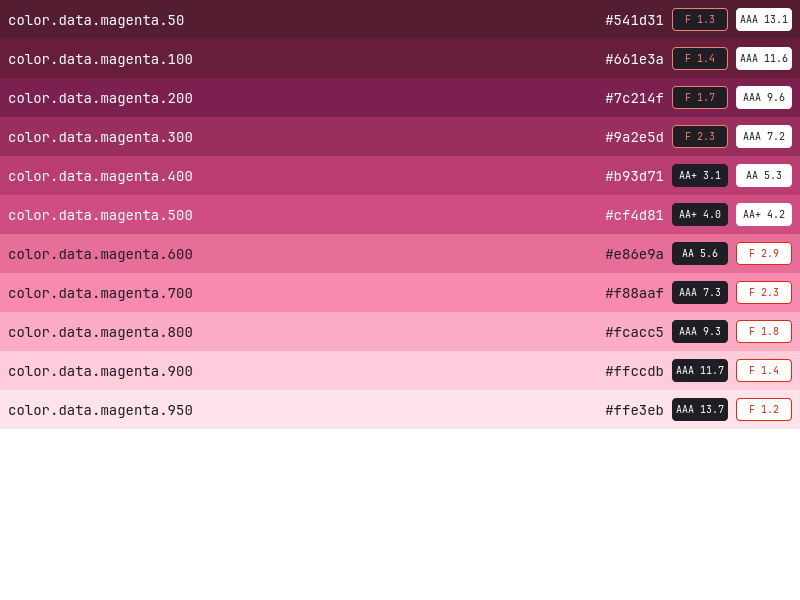 color.data.magenta.50 #541d31 F 1.3 AAA 13.1
color.data.magenta.100 #661e3a F 1.4 AAA 11.6
color.data.magenta.200 #7c214f F 1.7 AAA 9.6
color.data.magenta.300 #9a2e5d F 2.3 AAA 7.2
color.data.magenta.400 #b93d71 AA+ 3.1 AA 5.3
color.data.magenta.500 #cf4d81 AA+ 4.0 AA+ 4.2
color.data.magenta.600 #e86e9a AA 5.6 F 2.9
color.data.magenta.700 #f88aaf AAA 7.3 F 2.3
color.data.magenta.800 #fcacc5 AAA 9.3 F 1.8
color.data.magenta.900 #ffccdb AAA 11.7 F 1.4
color.data.magenta.950 #ffe3eb AAA 13.7 F 1.2